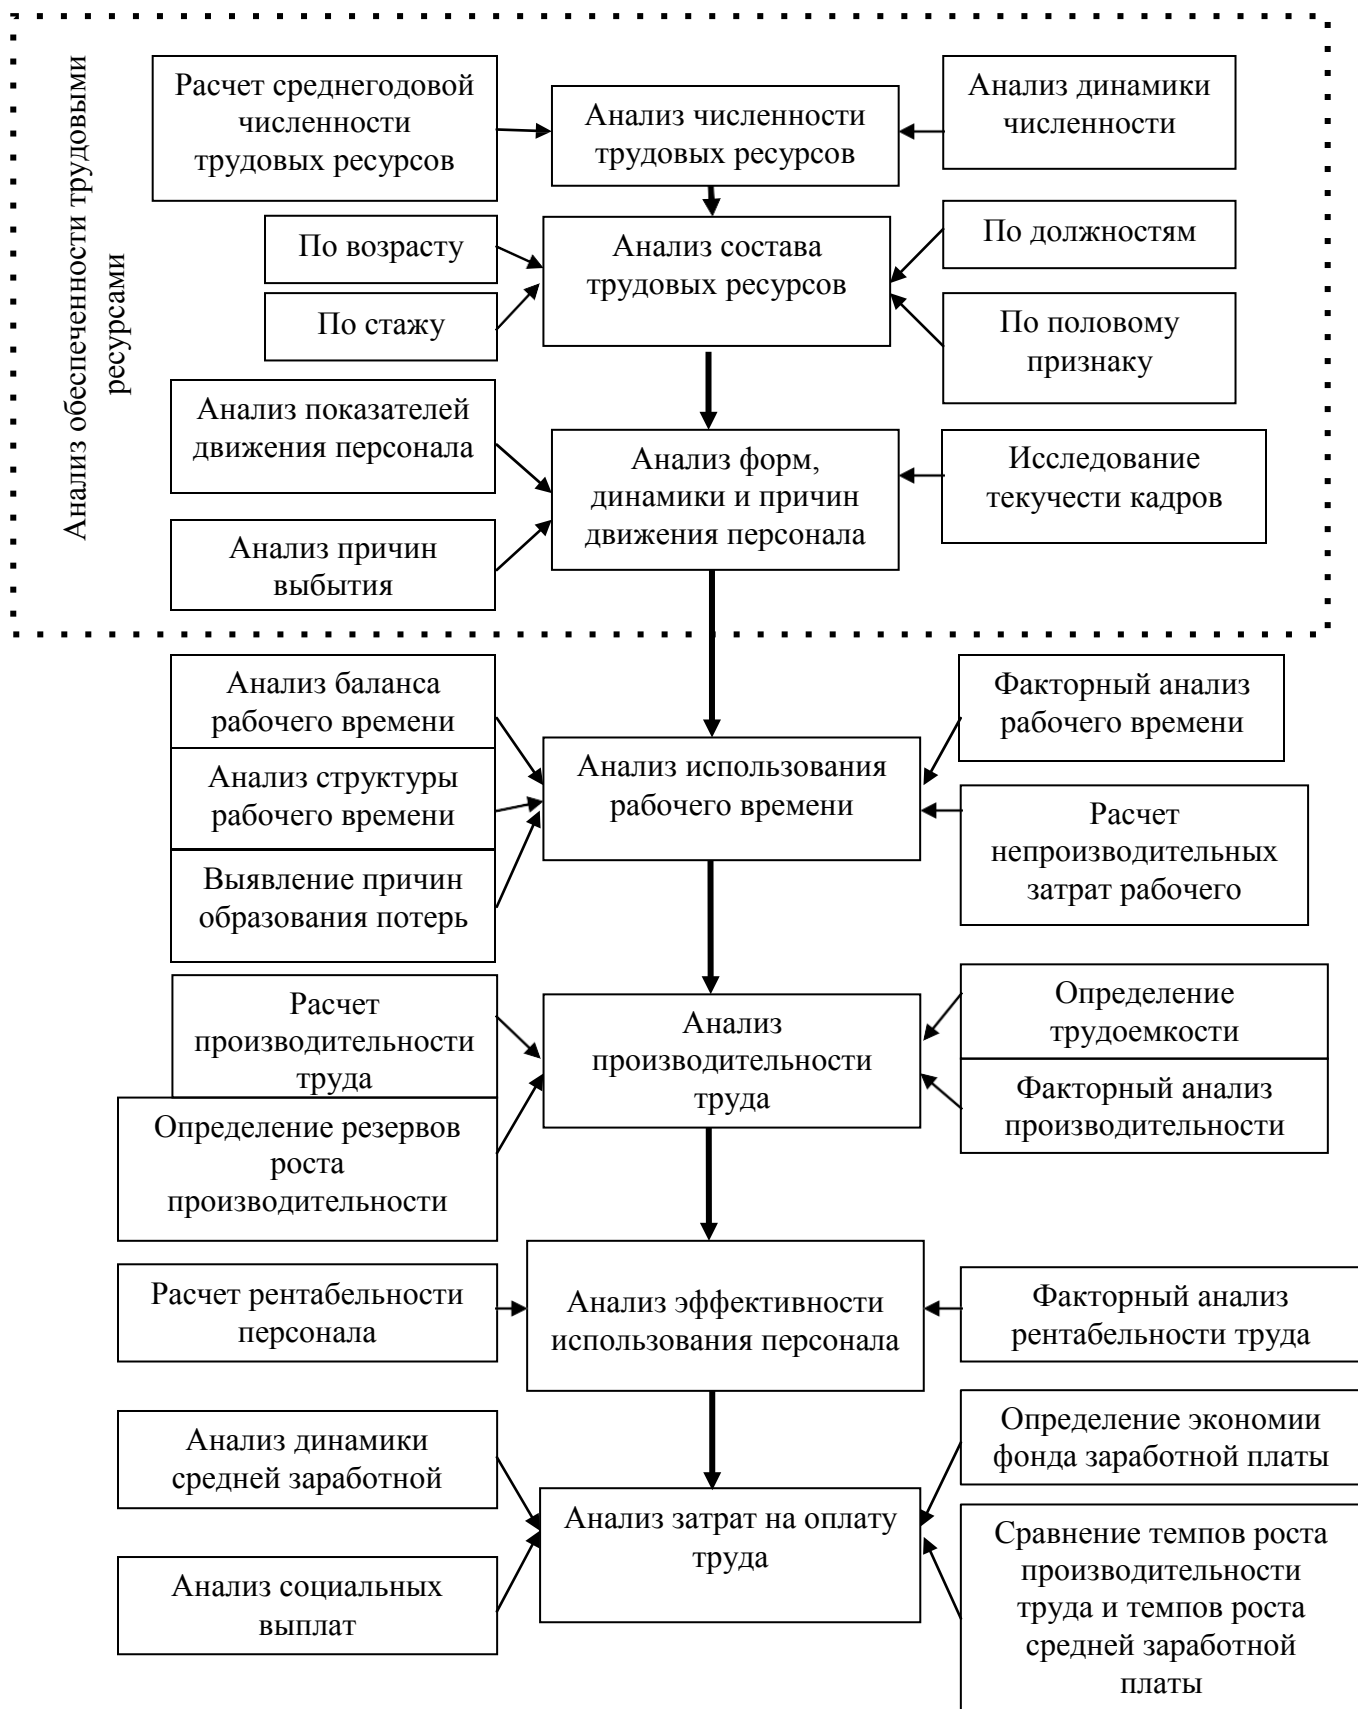 Анализ обеспеченности трудовыми
ресурсами
Расчет среднегодовой
численности
трудовых ресурсов
Анализ численности
трудовых ресурсов
Анализ динамики
численности
По возрасту
По стажу
Анализ состава
трудовых ресурсов
По должностям
По половому
признаку
Анализ показателей
движения персонала
Анализ причин
выбытия
Анализ форм,
динамики и причин
движения персонала
Исследование
текучести кадров
Анализ баланса
рабочего времени
Анализ структуры
рабочего времени
Выявление причин
образования потерь
Анализ использования
рабочего времени
Факторный анализ
рабочего времени
Расчет
непроизводительных
затрат рабочего
Расчет
производительности
труда
Определение резервов
роста
производительности
Анализ
производительности
труда
Определение
трудоемкости
Факторный анализ
производительности
Расчет рентабельности
персонала
Анализ эффективности
использования персонала
Факторный анализ
рентабельности труда
Анализ динамики
средней заработной
Анализ социальных
выплат
Анализ затрат на оплату
труда
Определение экономии
фонда заработной платы
Сравнение темпов роста
производительности
труда и темпов роста
средней заработной
платы